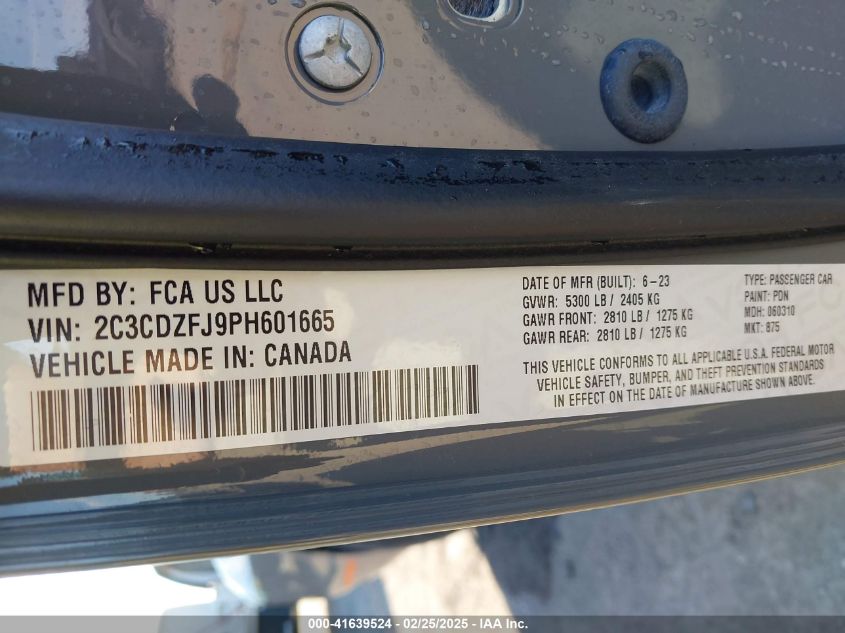 MFD BY: FCA US LLC
VIN: 2C3CDZFJ9PH601665
VEHICLE MADE IN: CANADA
DATE OF MFR (BUILT): 6-23
GVWR: 5300 LB / 2405 KG
GAWR FRONT: 2810 LB / 1275 KG
GAWR REAR: 2810 LB / 1275 KG
TYPE: PASSENGER CAR
PAINT: PDN
MDH: 060310
MKT: 875
THIS VEHICLE CONFORMS TO ALL APPLICABLE U.S.A. FEDERAL MOTOR
VEHICLE SAFETY, BUMPER, AND THEFT PREVENTION STANDARDS
IN EFFECT ON THE DATE OF MANUFACTURE SHOWN ABOVE.
000-41639524 - 02/25/2025 - IAA Inc.